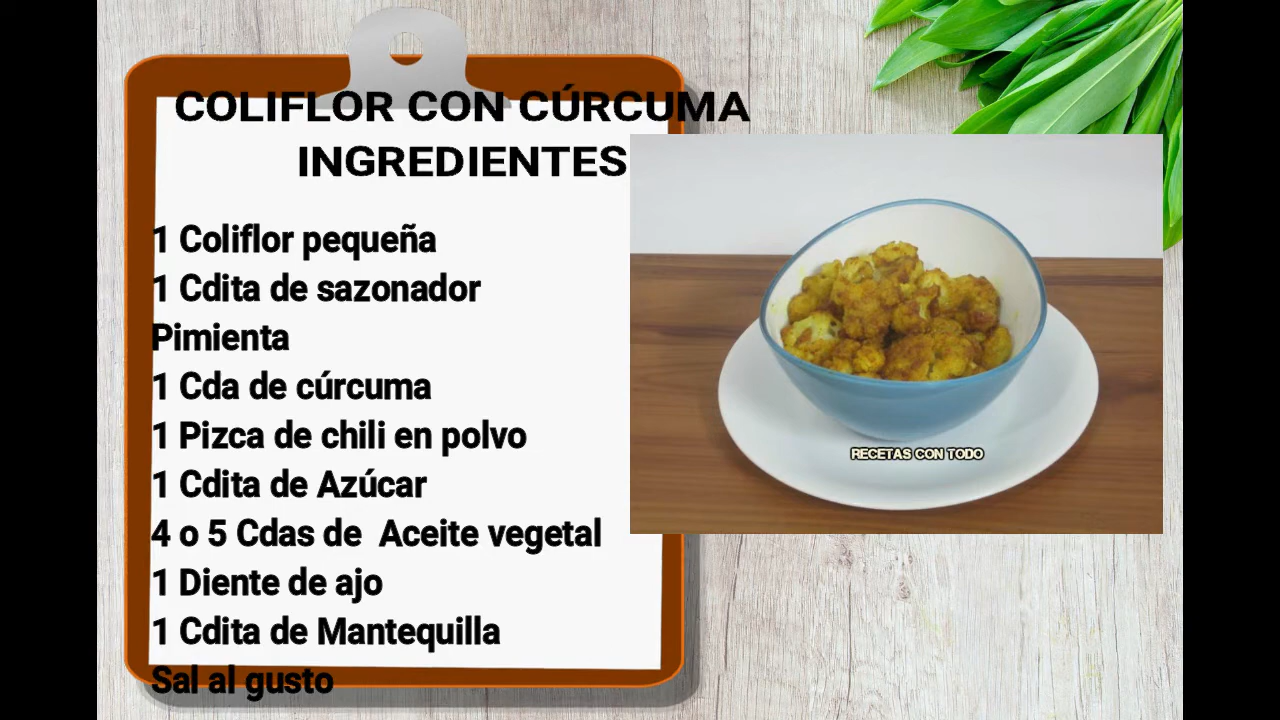 COLIFLOR CON CÚRCUMA
INGREDIENTES
1 Coliflor pequeña
1 Cdita de sazonador
Pimienta
1 Cda de cúrcuma
1 Pizca de chili en polvo
1 Cdita de Azúcar
4 o 5 Cdas de  Aceite vegetal
1 Diente de ajo
1 Cdita de Mantequilla
Sal al gusto
RECETAS CON TODO